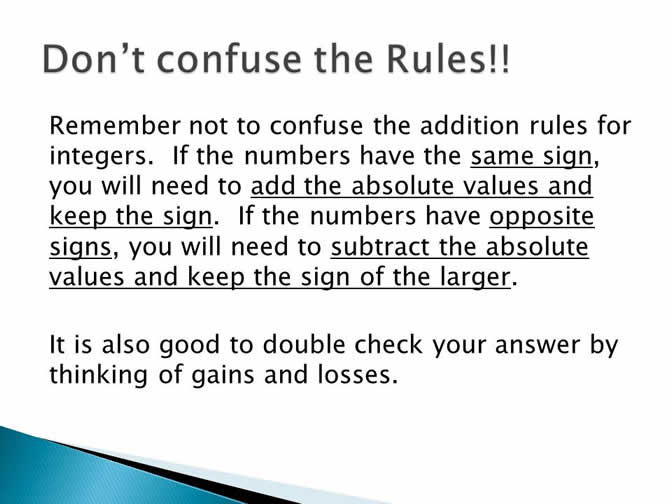 Don't confuse the Rules!!
Remember not to confuse the addition rules for
integers.  If the numbers have the same sign,
you will need to add the absolute values and
keep the sign.  If the numbers have opposite
signs, you will need to subtract the absolute
values and keep the sign of the larger.
It is also good to double check your answer by
thinking of gains and losses.